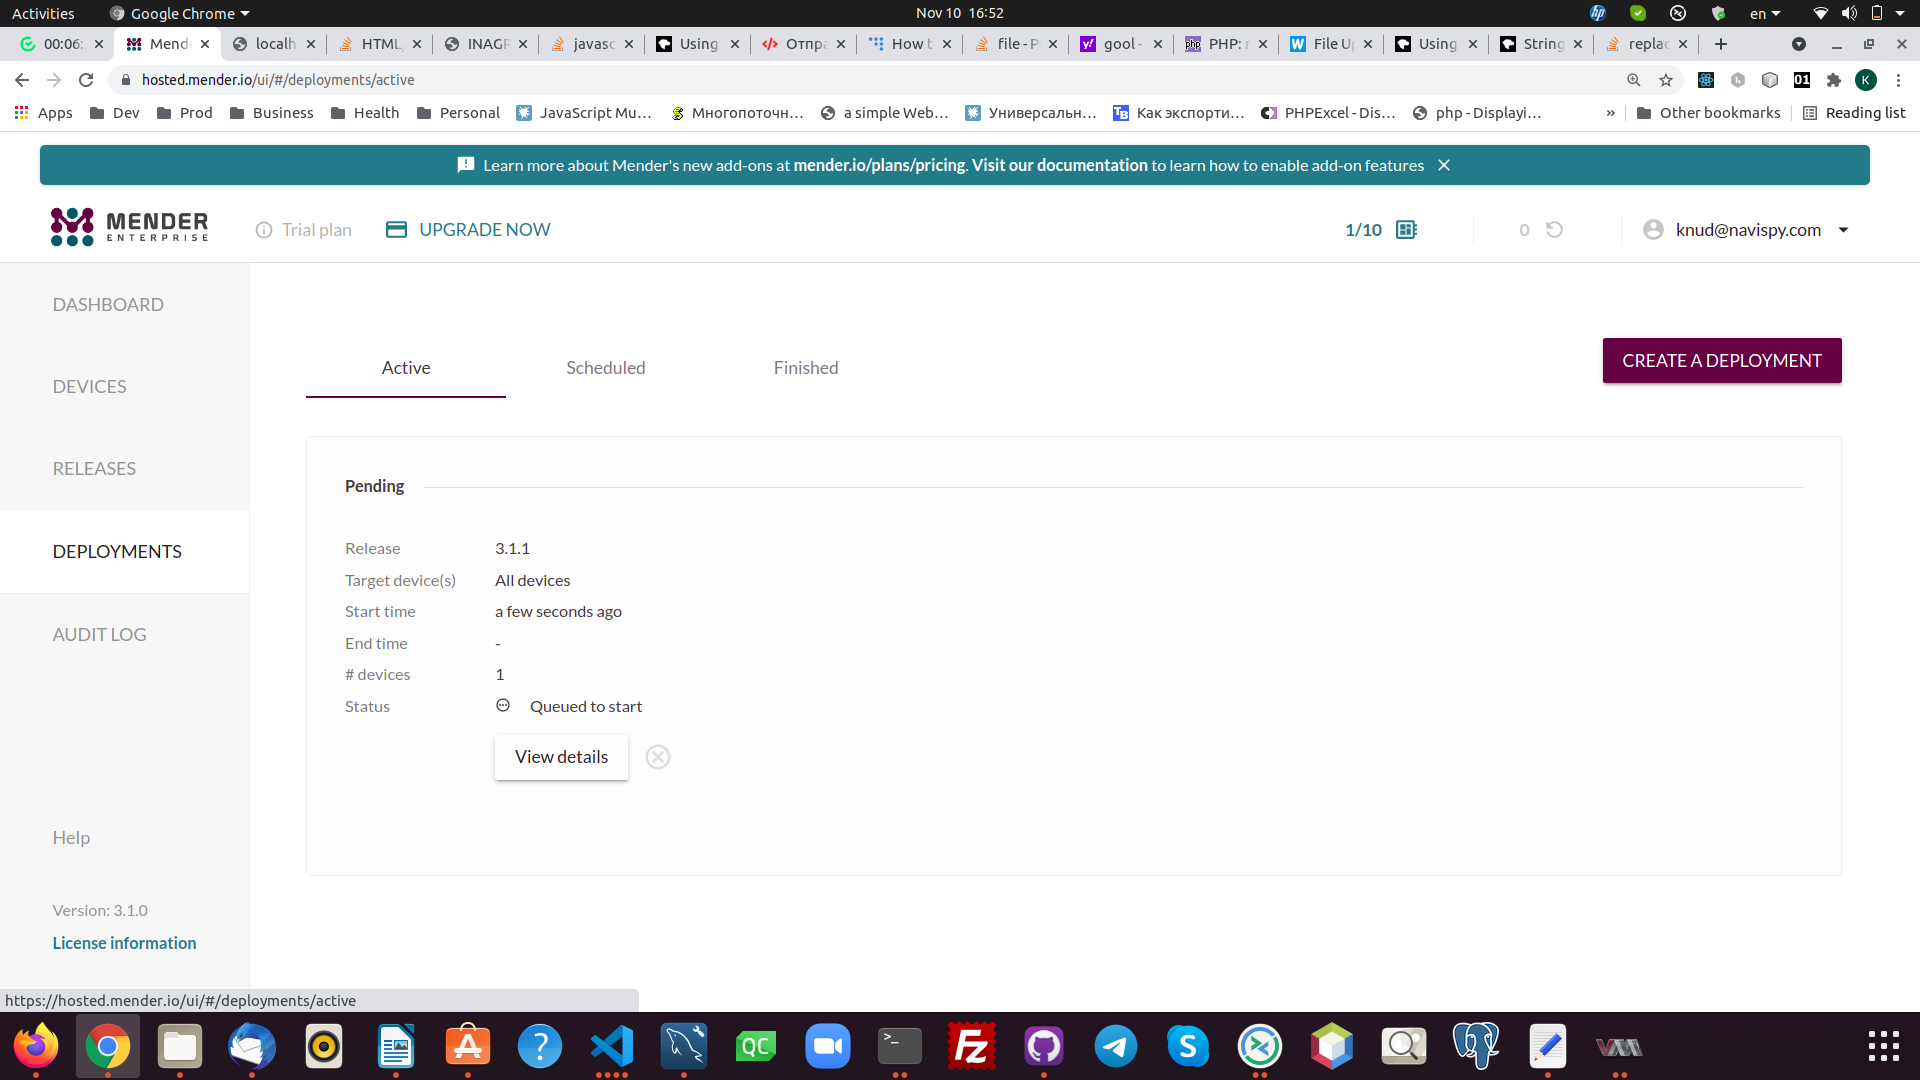 Activities Google Chrome Nov 10 16:52 en
00:06: Mende localh HTML INAGR javasc Using Отпра How t file - P gool - PHP: r File Up Using String replac
hosted.mender.io/ui/#/deployments/active K
Apps Dev Prod Business Health Personal JavaScript Mu… Многопоточн… a simple Web… Универсальн… Как экспорти… PHPExcel - Dis… php - Displayi… » Other bookmarks Reading list
Learn more about Mender's new add-ons at mender.io/plans/pricing. Visit our documentation to learn how to enable add-on features
MENDER
ENTERPRISE
Trial plan UPGRADE NOW 1/10 0 knud@navispy.com
DASHBOARD
DEVICES
RELEASES
DEPLOYMENTS
AUDIT LOG
Active Scheduled Finished CREATE A DEPLOYMENT
Pending
Release 3.1.1
Target device(s) All devices
Start time a few seconds ago
End time -
# devices 1
Status Queued to start
View details
Help
Version: 3.1.0
License information
https://hosted.mender.io/ui/#/deployments/active